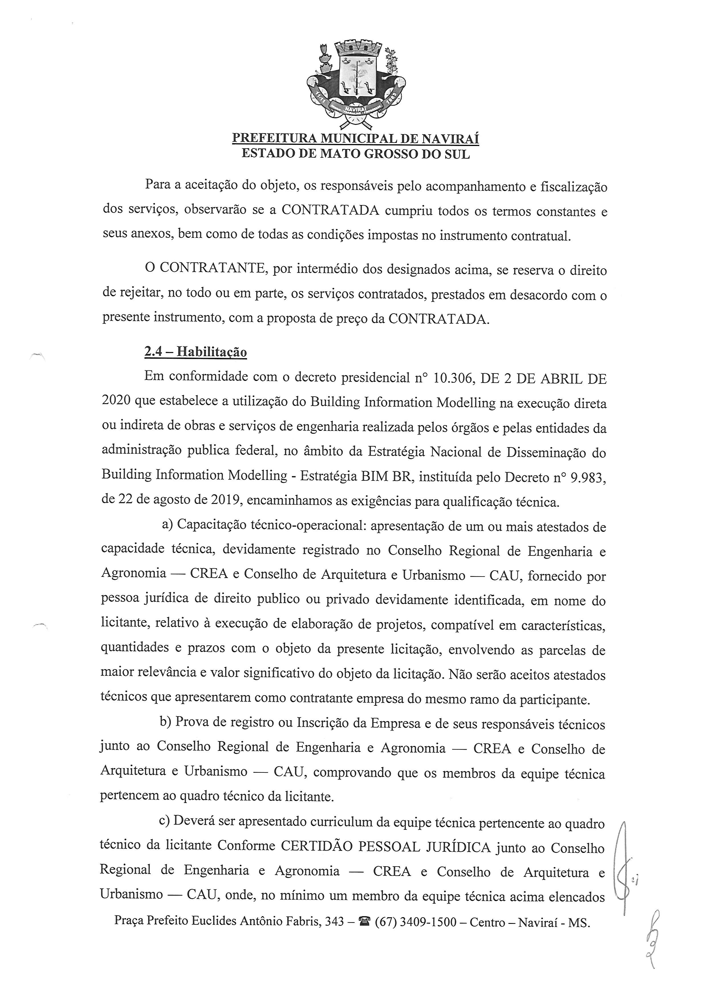 11-11
NAVIRAÍ
1963
PREFEITURA MUNICIPAL DE NAVIRAÍ
ESTADO DE MATO GROSSO DO SUL
Para a aceitação do objeto, os responsáveis pelo acompanhamento e fiscalização
dos serviços, observarão se a CONTRATADA cumpriu todos os termos constantes e
seus anexos, bem como de todas as condições impostas no instrumento contratual.
O CONTRATANTE, por intermédio dos designados acima, se reserva o direito
de rejeitar, no todo ou em parte, os serviços contratados, prestados em desacordo com o
presente instrumento, com a proposta de preço da CONTRATADA.
2.4 – Habilitação
Em conformidade com o decreto presidencial n° 10.306, DE 2 DE ABRIL DE
2020 que estabelece a utilização do Building Information Modelling na execução direta
ou indireta de obras e serviços de engenharia realizada pelos órgãos e pelas entidades da
administração publica federal, no âmbito da Estratégia Nacional de Disseminação do
Building Information Modelling - Estratégia BIM BR, instituída pelo Decreto n° 9.983,
de 22 de agosto de 2019, encaminhamos as exigências para qualificação técnica.
a) Capacitação técnico-operacional: apresentação de um ou mais atestados de
capacidade técnica, devidamente registrado no Conselho Regional de Engenharia e
Agronomia — CREA e Conselho de Arquitetura e Urbanismo — CAU, fornecido por
pessoa jurídica de direito publico ou privado devidamente identificada, em nome do
licitante, relativo à execução de elaboração de projetos, compatível em características,
quantidades e prazos com o objeto da presente licitação, envolvendo as parcelas de
maior relevância e valor significativo do objeto da licitação. Não serão aceitos atestados
técnicos que apresentarem como contratante empresa do mesmo ramo da participante.
b) Prova de registro ou Inscrição da Empresa e de seus responsáveis técnicos
junto ao Conselho Regional de Engenharia e Agronomia — CREA e Conselho de
Arquitetura e Urbanismo — CAU, comprovando que os membros da equipe técnica
pertencem ao quadro técnico da licitante.
c) Deverá ser apresentado curriculum da equipe técnica pertencente ao quadro
técnico da licitante Conforme CERTIDÃO PESSOAL JURÍDICA junto ao Conselho
Regional de Engenharia e Agronomia — CREA e Conselho de Arquitetura e
Urbanismo — CAU, onde, no mínimo um membro da equipe técnica acima elencados
Praça Prefeito Euclides Antônio Fabris, 343 – ☎ (67) 3409-1500 – Centro – Naviraí - MS.